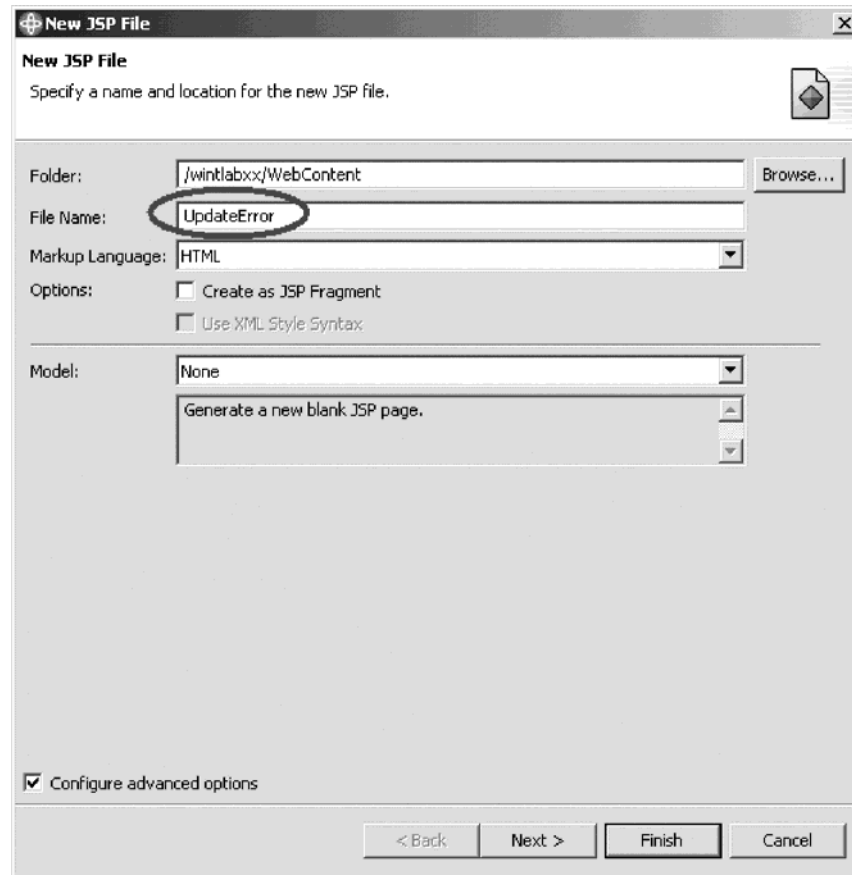 New JSP File
New JSP File
Specify a name and location for the new JSP file.
Folder: /wintlabxx/WebContent Browse...
File Name: UpdateError
Markup Language: HTML
Options: Create as JSP Fragment
Use XML Style Syntax
Model: None
Generate a new blank JSP page.
Configure advanced options
< Back Next > Finish Cancel